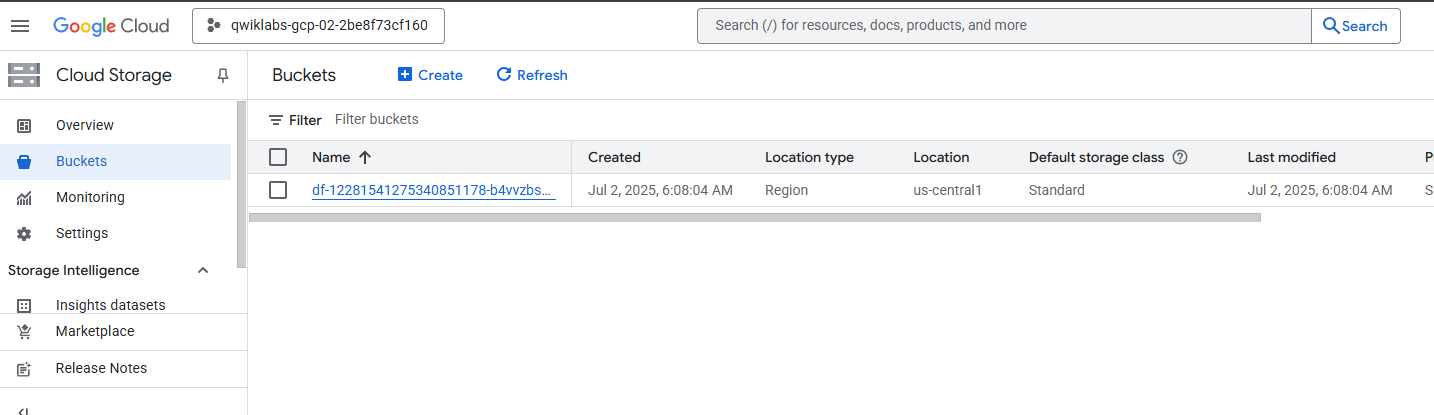 Google Cloud
qwiklabs-gcp-02-2be8f73cf160
Search (/) for resources, docs, products, and more
Search
Cloud Storage
Overview
Buckets
Monitoring
Settings
Storage Intelligence
Insights datasets
Marketplace
Release Notes
Buckets
Create
Refresh
Filter Filter buckets
Name Created Location type Location Default storage class Last modified P
df-12281541275340851178-b4vvzbs... Jul 2, 2025, 6:08:04 AM Region us-central1 Standard Jul 2, 2025, 6:08:04 AM S